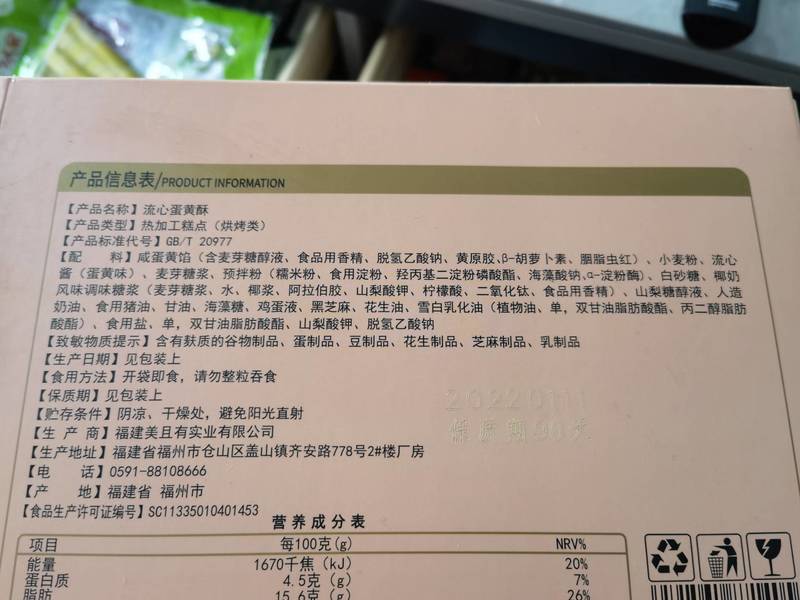 产品信息表/PRODUCT INFORMATION
【产品名称】流心蛋黄酥
【产品类型】热加工糕点（烘烤类）
【产品标准代号】GB/T 20977
【配 料】咸蛋黄馅（含麦芽糖醇液、食品用香精、脱氢乙酸钠、黄原胶、β-胡萝卜素、胭脂虫红）、小麦粉、流心
酱（蛋黄味）、麦芽糖浆、预拌粉（糯米粉、食用淀粉、羟丙基二淀粉磷酸酯、海藻酸钠、α-淀粉酶）、白砂糖、椰奶
风味调味糖浆（麦芽糖浆、水、椰浆、阿拉伯胶、山梨酸钾、柠檬酸、二氧化钛、食品用香精）、山梨糖醇液、人造
奶油、食用猪油、甘油、海藻糖、鸡蛋液、黑芝麻、花生油、雪白乳化油（植物油、单，双甘油脂肪酸酯、丙二醇脂肪
酸酯）、食用盐、单，双甘油脂肪酸酯、山梨酸钾、脱氢乙酸钠
【致敏物质提示】含有麸质的谷物制品、蛋制品、豆制品、花生制品、芝麻制品、乳制品
【生产日期】见包装上
【食用方法】开袋即食，请勿整粒吞食
【保质期】见包装上
20220111
【贮存条件】阴凉、干燥处，避免阳光直射
保质期90天
【生 产 商】福建美且有实业有限公司
【生产地址】福建省福州市仓山区盖山镇齐安路778号2#楼厂房
【电 话】0591-88108666
【产 地】福建省 福州市
【食品生产许可证编号】SC11335010401453
营养成分表
项目 每100克(g) NRV%
能量 1670千焦(kJ) 20%
蛋白质 4.5克(g) 7%
脂肪 15.6克(g) 26%